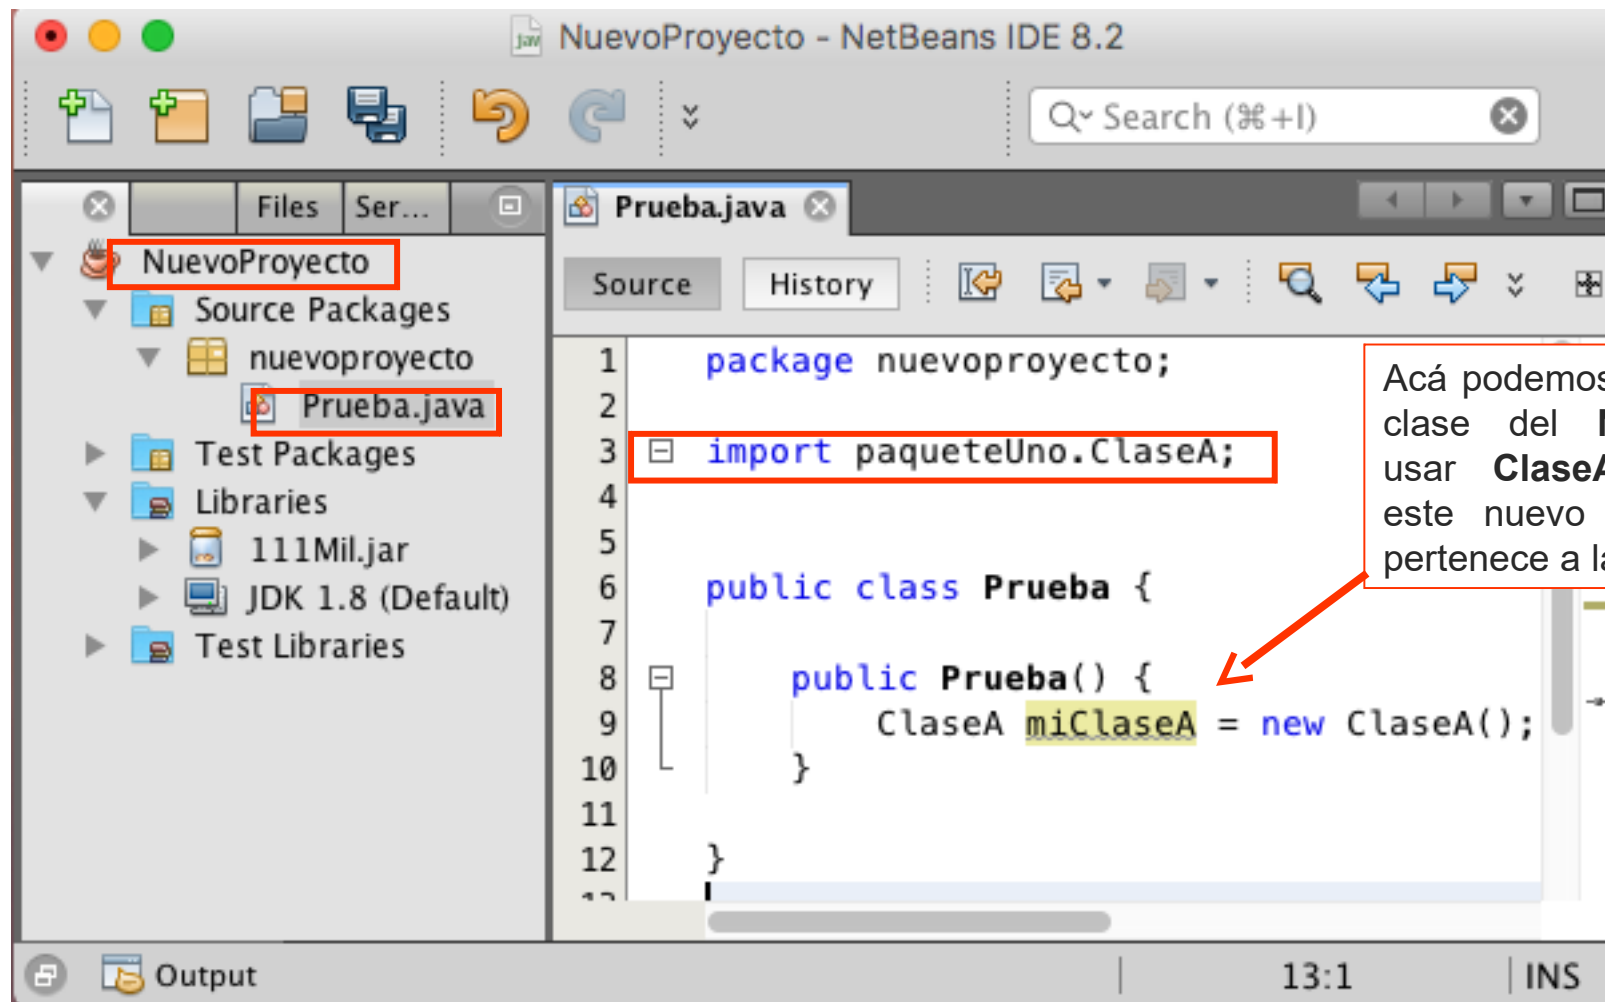 NuevoProyecto - NetBeans IDE 8.2
Search (⌘+I)
Files Ser...
Prueba.java
NuevoProyecto
Source Packages
nuevoproyecto
Prueba.java
Test Packages
Libraries
111Mil.jar
JDK 1.8 (Default)
Test Libraries
Source History
1 package nuevoproyecto;
2
3 import paqueteUno.ClaseA;
4
5
6 public class Prueba {
7
8 public Prueba() {
9 ClaseA miClaseA = new ClaseA();
10 }
11
12 }
Acá podemos
clase del
usar ClaseA
este nuevo
pertenece a la
Output
13:1 INS